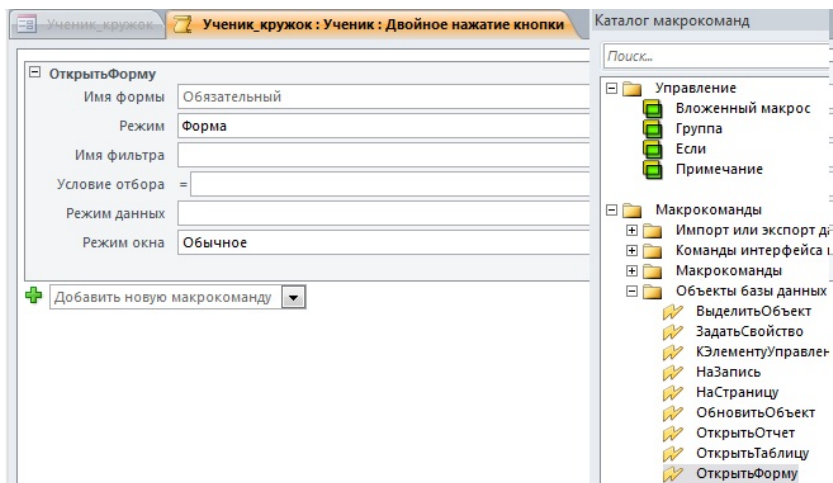 Ученик_кружок
Ученик_кружок : Ученик : Двойное нажатие кнопки
ОткрытьФорму
Имя формы Обязательный
Режим Форма
Имя фильтра
Условие отбора =
Режим данных
Режим окна Обычное
Добавить новую макрокоманду
Каталог макрокоманд
Поиск...
Управление
Вложенный макрос
Группа
Если
Примечание
Макрокоманды
Импорт или экспорт да
Команды интерфейса
Макрокоманды
Объекты базы данных
ВыделитьОбъект
ЗадатьСвойство
КЭлементуУправлен
НаЗапись
НаСтраницу
ОбновитьОбъект
ОткрытьОтчет
ОткрытьТаблицу
ОткрытьФорму